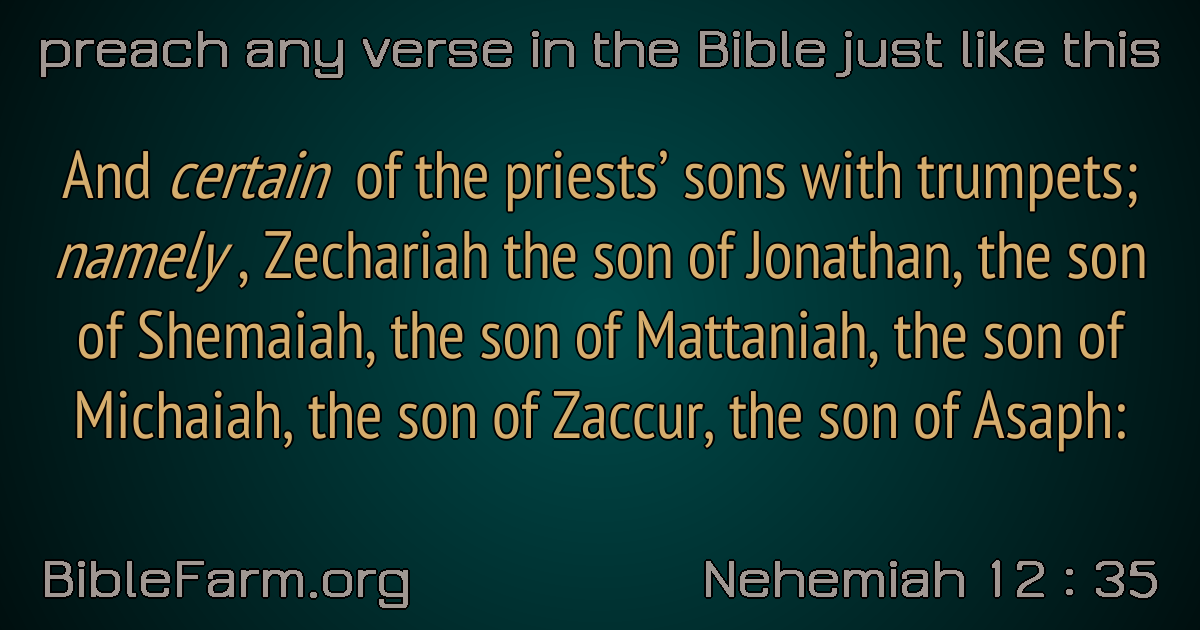 preach any verse in the Bible just like this
And certain of the priests’ sons with trumpets;
namely , Zechariah the son of Jonathan, the son
of Shemaiah, the son of Mattaniah, the son of
Michaiah, the son of Zaccur, the son of Asaph:
BibleFarm.org
Nehemiah 12 : 35